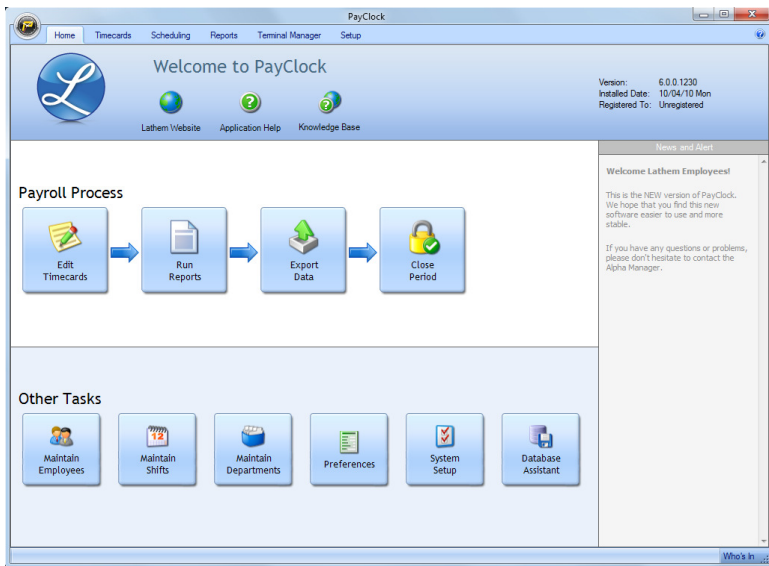 PayClock
Home Timecards Scheduling Reports Terminal Manager Setup
Welcome to PayClock
Lathem Website Application Help Knowledge Base
Version: 6.0.0.1230
Installed Date: 10/04/10 Mon
Registered To: Unregistered
News and Alert
Welcome Lathem Employees!
This is the NEW version of PayClock.
We hope that you find this new
software easier to use and more
stable.
If you have any questions or problems,
please don't hesitate to contact the
Alpha Manager.
Payroll Process
Edit
Timecards
Run
Reports
Export
Data
Close
Period
Other Tasks
Maintain
Employees
12
Maintain
Shifts
Maintain
Departments
Preferences
System
Setup
Database
Assistant
Who's In